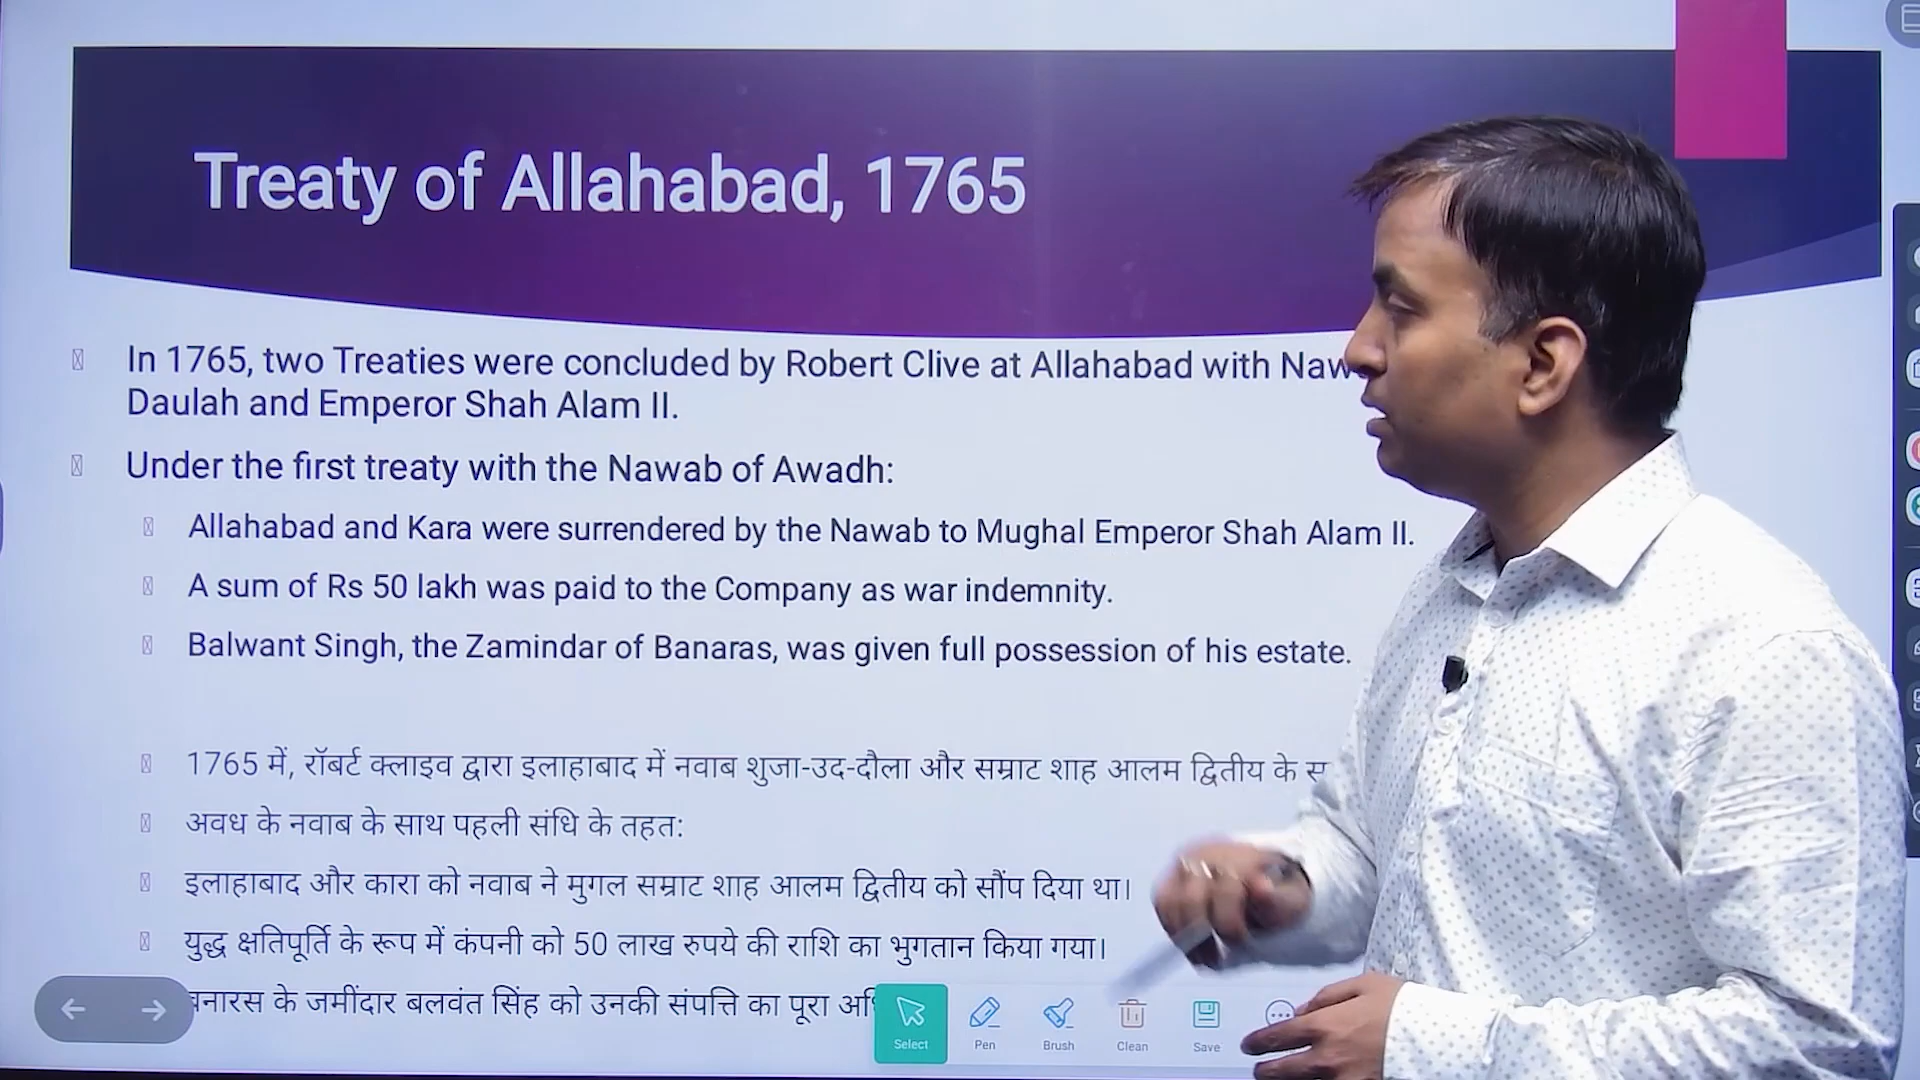 Treaty of Allahabad, 1765
In 1765, two Treaties were concluded by Robert Clive at Allahabad with
Daulah and Emperor Shah Alam II.
Under the first treaty with the Nawab of Awadh:
Allahabad and Kara were surrendered by the Nawab to Mughal Emperor Shah Alam II.
A sum of Rs 50 lakh was paid to the Company as war indemnity.
Balwant Singh, the Zamindar of Banaras, was given full possession of his estate.
1765 में, रॉबर्ट क्लाइव द्वारा इलाहाबाद में नवाब शुजा-उद-दौला और सम्राट शाह आलम द्वितीय के
अवध के नवाब के साथ पहली संधि के तहत:
इलाहाबाद और कारा को नवाब ने मुगल सम्राट शाह आलम द्वितीय को सौंप दिया था।
युद्ध क्षतिपूर्ति के रूप में कंपनी को 50 लाख रुपये की राशि का भुगतान किया गया।
बनारस के जमींदार बलवंत सिंह को उनकी संपत्ति का पूरा
Select Pen Brush Clean Save